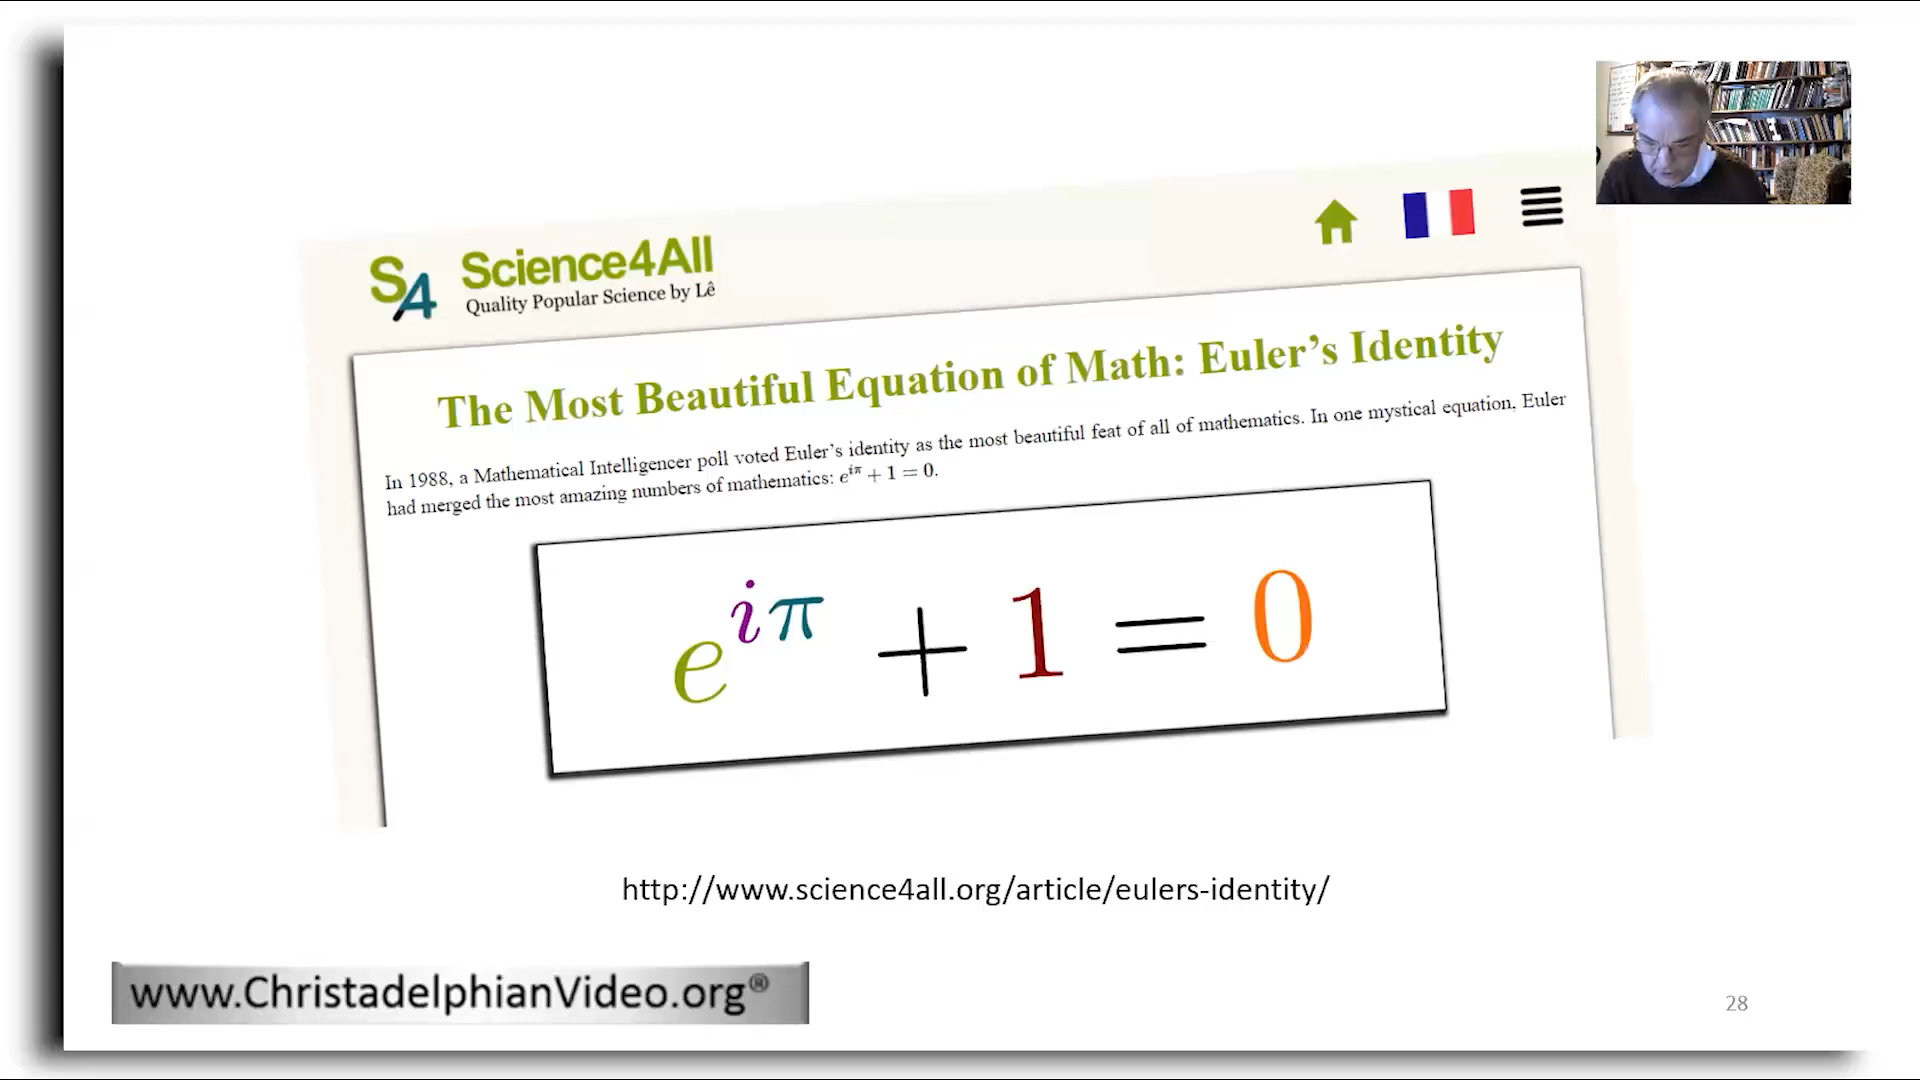 S4
Science4All
Quality Popular Science by Lê
The Most Beautiful Equation of Math: Euler's Identity
In 1988, a Mathematical Intelligencer poll voted Euler's identity as the most beautiful feat of all of mathematics. In one mystical equation, Euler
had merged the most amazing numbers of mathematics: e^{iπ} + 1 = 0.
e^{iπ} + 1 = 0
http://www.science4all.org/article/eulers-identity/
www.ChristadelphianVideo.org®
28